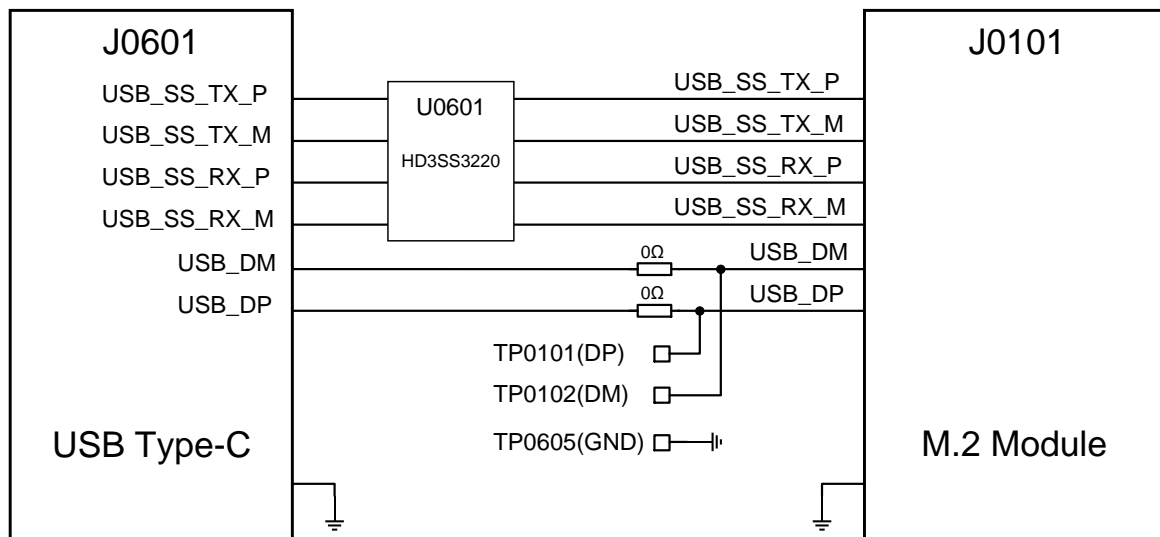 J0601
USB_SS_TX_P
USB_SS_TX_M
USB_SS_RX_P
USB_SS_RX_M
USB_DM
USB_DP
USB Type-C
U0601
HD3SS3220
0Ω
0Ω
TP0101(DP)
TP0102(DM)
TP0605(GND)
USB_SS_TX_P
USB_SS_TX_M
USB_SS_RX_P
USB_SS_RX_M
USB_DM
USB_DP
J0101
M.2 Module